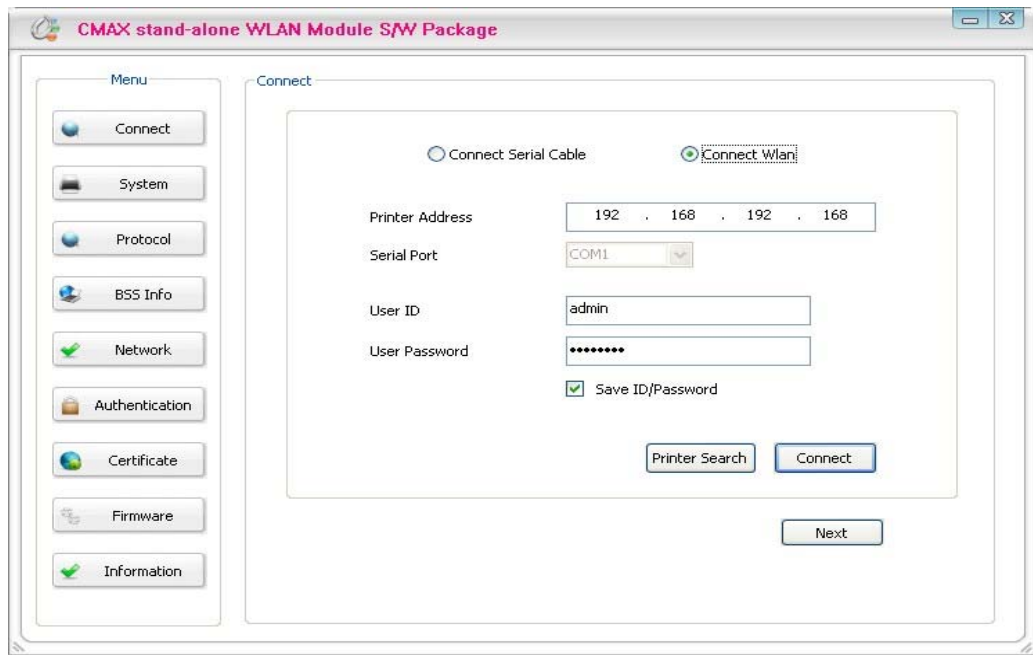 CMAX stand-alone WLAN Module S/W Package
Menu
Connect
System
Protocol
BSS Info
Network
Authentication
Certificate
Firmware
Information
Connect
Connect Serial Cable
Connect Wlan
Printer Address 192 . 168 . 192 . 168
Serial Port COM1
User ID admin
User Password ••••••••
Save ID/Password
Printer Search Connect
Next